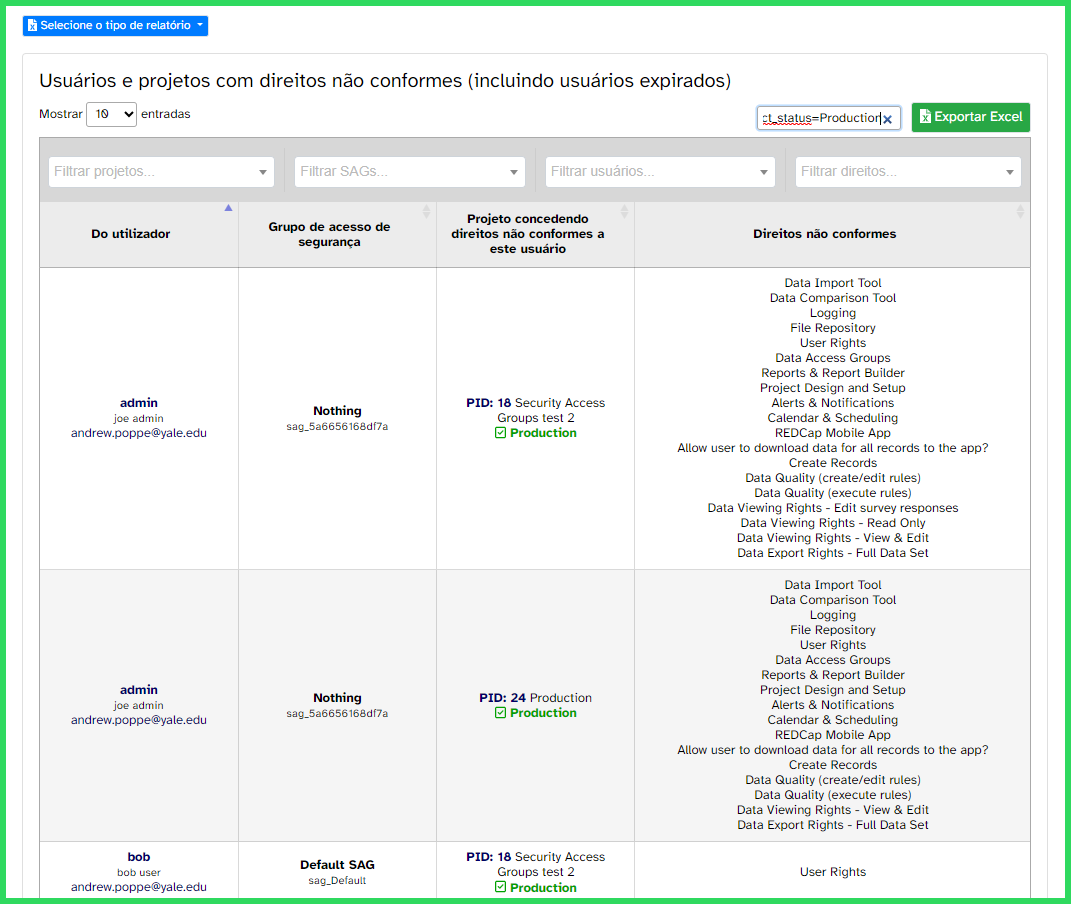 Selecione o tipo de relatório
Usuários e projetos com direitos não conformes (incluindo usuários expirados)
Mostrar 10 entradas
ct_status=Production
Exportar Excel
Filtrar projetos...
Filtrar SAGs...
Filtrar usuários...
Filtrar direitos...
Do utilizador
Grupo de acesso de
segurança
Projeto concedendo
direitos não conformes a
este usuário
Direitos não conformes
admin
joe admin
andrew.poppe@yale.edu
Nothing
sag_5a6656168df7a
PID: 18 Security Access
Groups test 2
Production
Data Import Tool
Data Comparison Tool
Logging
File Repository
User Rights
Data Access Groups
Reports & Report Builder
Project Design and Setup
Alerts & Notifications
Calendar & Scheduling
REDCap Mobile App
Allow user to download data for all records to the app?
Create Records
Data Quality (create/edit rules)
Data Quality (execute rules)
Data Viewing Rights - Edit survey responses
Data Viewing Rights - Read Only
Data Viewing Rights - View & Edit
Data Export Rights - Full Data Set
admin
joe admin
andrew.poppe@yale.edu
Nothing
sag_5a6656168df7a
PID: 24 Production
Production
Data Import Tool
Data Comparison Tool
Logging
File Repository
User Rights
Data Access Groups
Reports & Report Builder
Project Design and Setup
Alerts & Notifications
Calendar & Scheduling
REDCap Mobile App
Allow user to download data for all records to the app?
Create Records
Data Quality (create/edit rules)
Data Quality (execute rules)
Data Viewing Rights - View & Edit
Data Export Rights - Full Data Set
bob
bob user
andrew.poppe@yale.edu
Default SAG
sag_Default
PID: 18 Security Access
Groups test 2
Production
User Rights